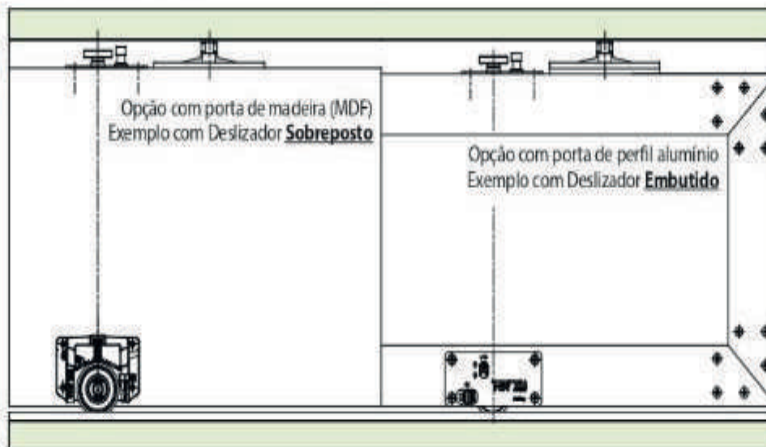 Opção com porta de madeira (MDF)
Exemplo com Deslizador Sobreposto
Opção com porta de perfil alumínio
Exemplo com Deslizador Embutido